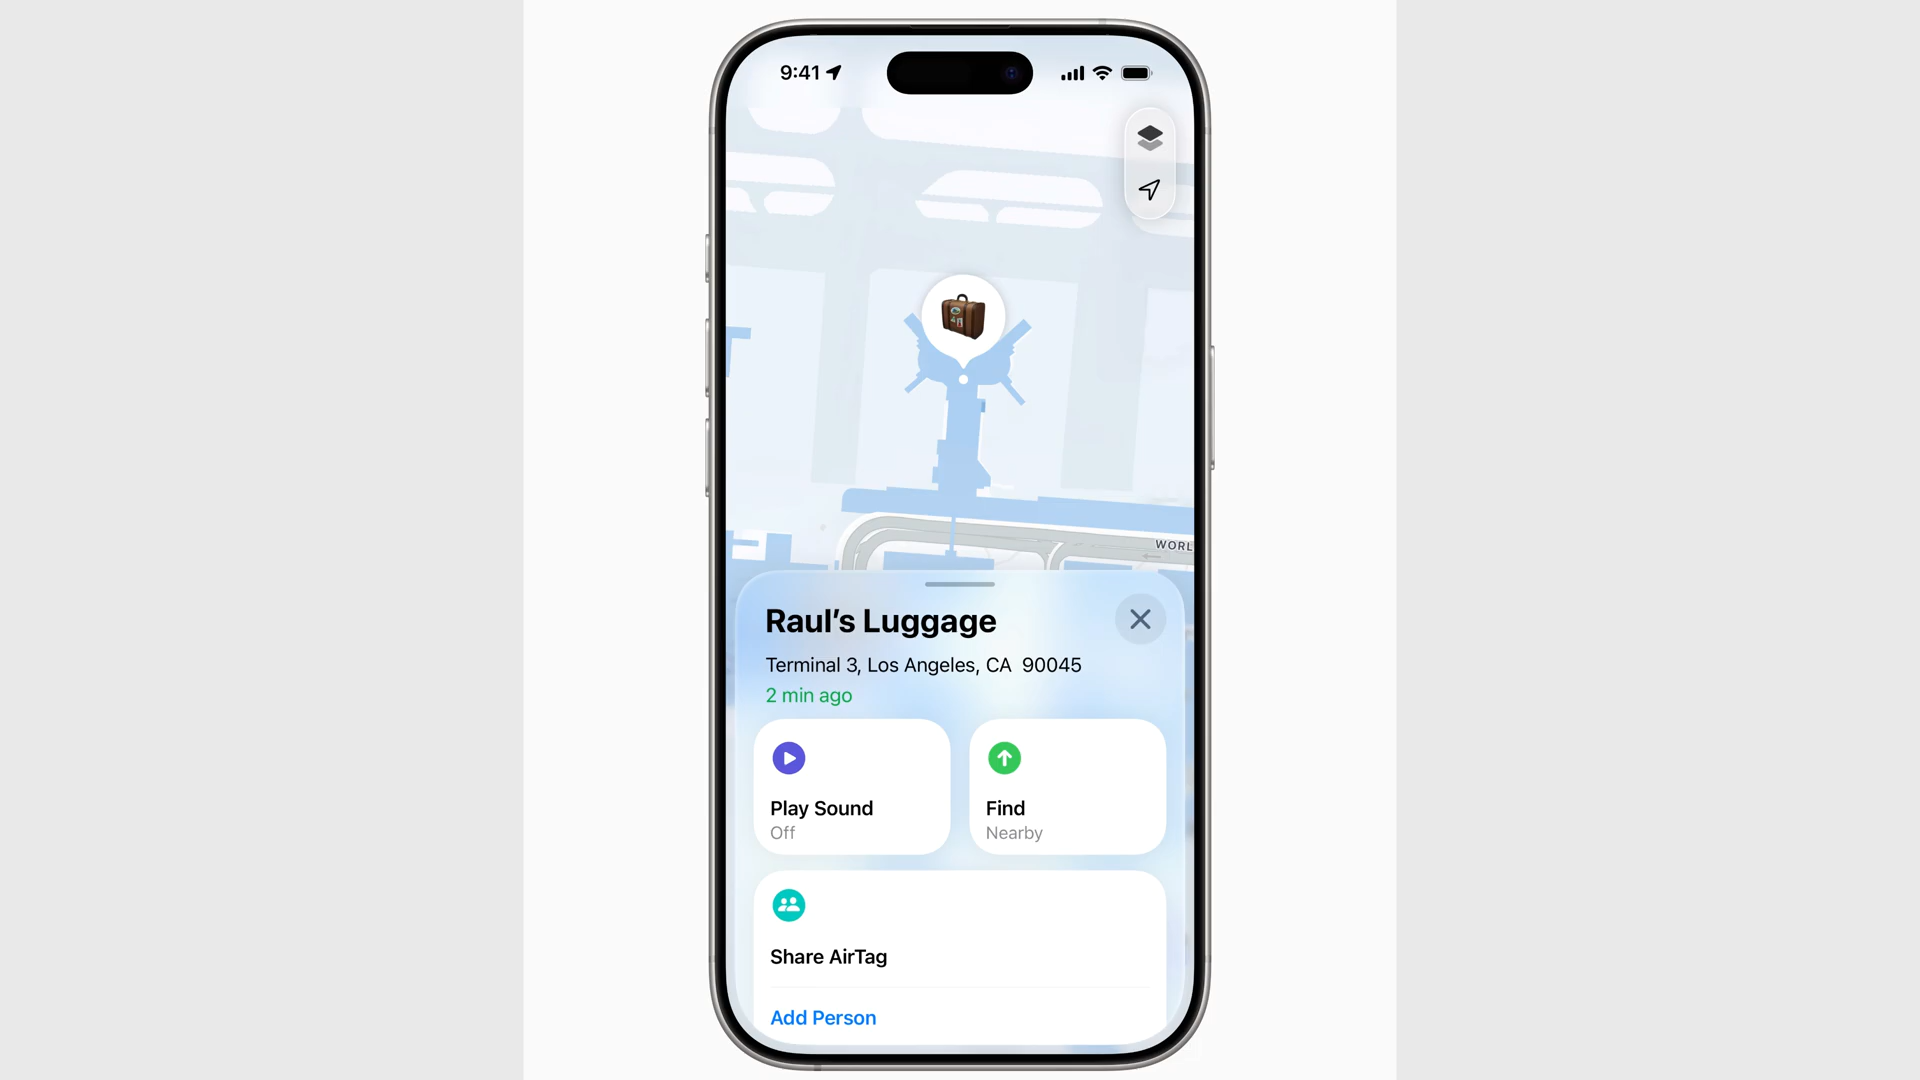 9:41
WORL
Raul's Luggage
Terminal 3, Los Angeles, CA 90045
2 min ago
Play Sound
Off
Find
Nearby
Share AirTag
Add Person